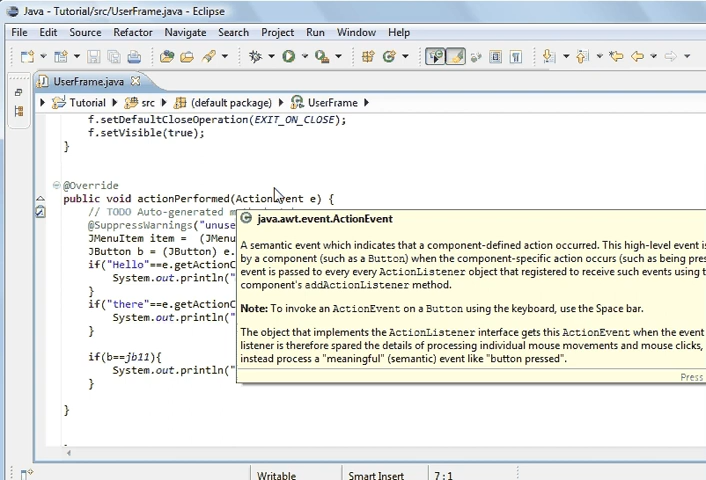 Java - Tutorial/src/UserFrame.java - Eclipse
File Edit Source Refactor Navigate Search Project Run Window Help
UserFrame.java
Tutorial src (default package) UserFrame
f.setDefaultCloseOperation(EXIT_ON_CLOSE);
f.setVisible(true);
}
@Override
public void actionPerformed(ActionEvent e) {
// TODO Auto-generated
@SuppressWarnings("unuse
JMenuItem item = (JMenu
JButton b = (JButton) e.
if("Hello"==e.getActionC
System.out.println("
}
if("there"==e.getActionC
System.out.println("
}
if(b==jb11){
System.out.println("
}
}
java.awt.event.ActionEvent
A semantic event which indicates that a component-defined action occurred. This high-level event is
by a component (such as a Button) when the component-specific action occurs (such as being pres
event is passed to every every ActionListener object that registered to receive such events using t
component's addActionListener method.
Note: To invoke an ActionEvent on a Button using the keyboard, use the Space bar.
The object that implements the ActionListener interface gets this ActionEvent when the event
listener is therefore spared the details of processing individual mouse movements and mouse clicks,
instead process a "meaningful" (semantic) event like "button pressed".
Press
Writable Smart Insert 7 : 1